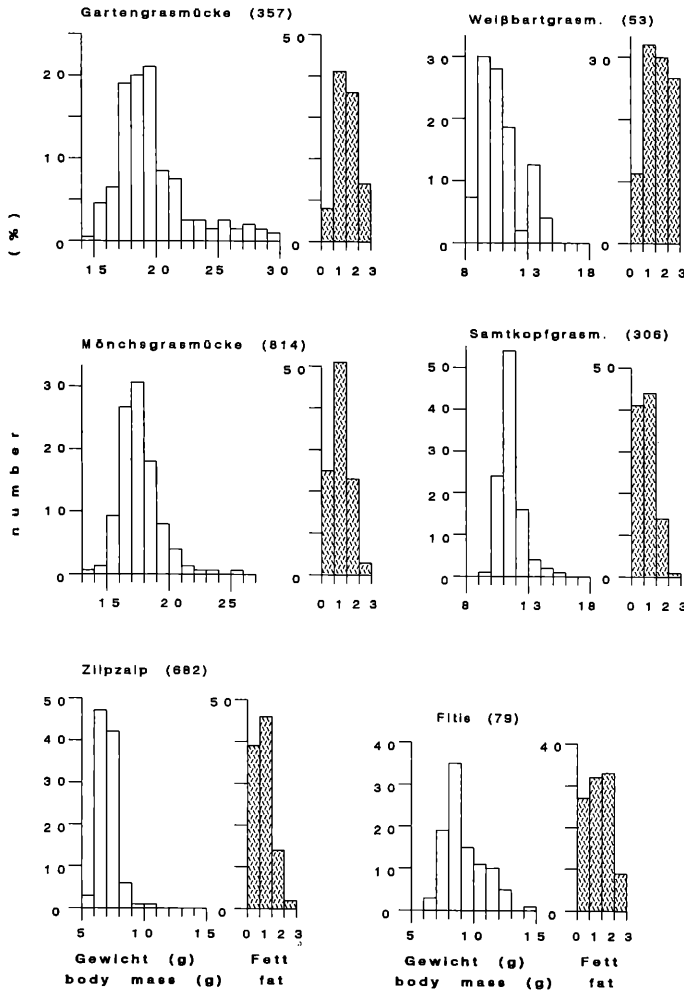 Gartengrasmücke (357)
Weißbartgrasm. (53)
50
30
20
30
20
10
10
0
0
0
0
15 20 25 30
0 1 2 3
8 13 18
0 1 2 3
(%)
Mönchsgrasmücke (814)
Samtkopfgrasm. (306)
50
50
50
30
40
20
30
20
10
10
0
0
0
0
15 20 25
0 1 2 3
8 13 18
0 1 2 3
number
Zilpzalp (682)
Fitis (79)
50
50
40
40
40
30
30
20
20
10
10
0
0
0
0
5 10 15
0 1 2 3
5 10 15
0 1 2 3
Gewicht (g)
Fett
Gewicht (g)
Fett
body mass (g)
fat
body mass (g)
fat